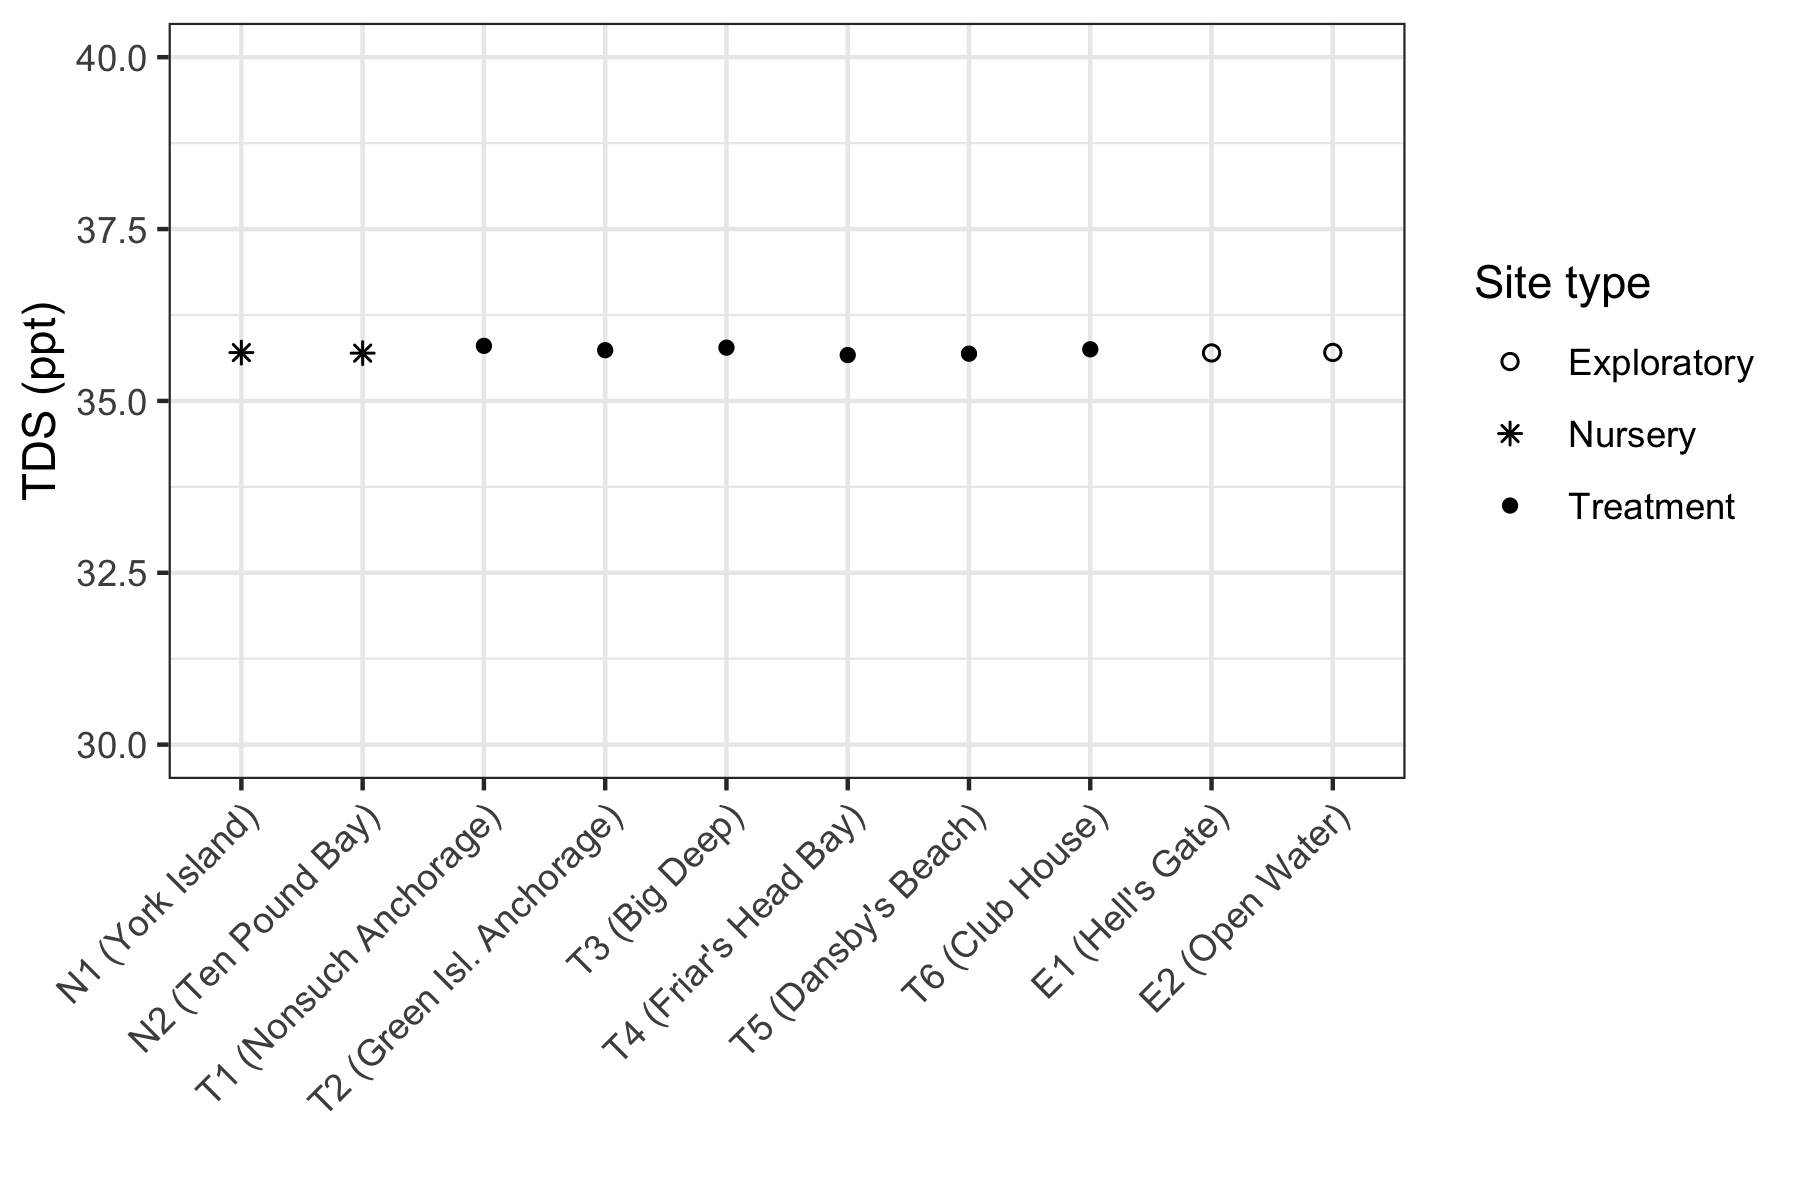 40.0
37.5
35.0
32.5
30.0
TDS (ppt)
N1 (York Island)
N2 (Ten Pound Bay)
T1 (Nonsuch Anchorage)
T2 (Green Isl. Anchorage)
T3 (Big Deep)
T4 (Friar's Head Bay)
T5 (Dansby's Beach)
T6 (Club House)
E1 (Hell's Gate)
E2 (Open Water)
Site type
Exploratory
Nursery
Treatment